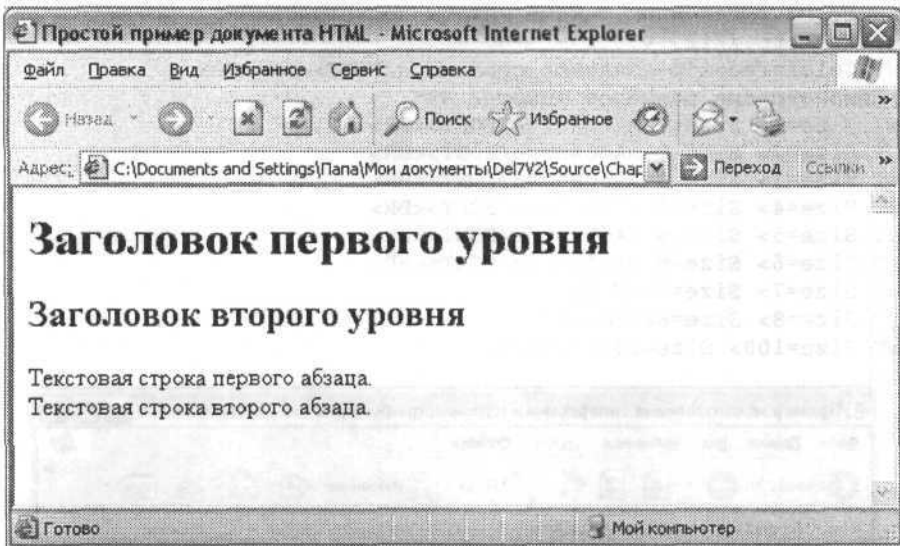 Простой пример документа HTML - Microsoft Internet Explorer
Файл Правка Вид Избранное Сервис Справка
Назад Поиск Избранное »
Адрес: C:\Documents and Settings\Папа\Мои документы\Del7V2\Source\Chap Переход Ссылки »
Заголовок первого уровня
Заголовок второго уровня
Текстовая строка первого абзаца.
Текстовая строка второго абзаца.
Готово Мой компьютер